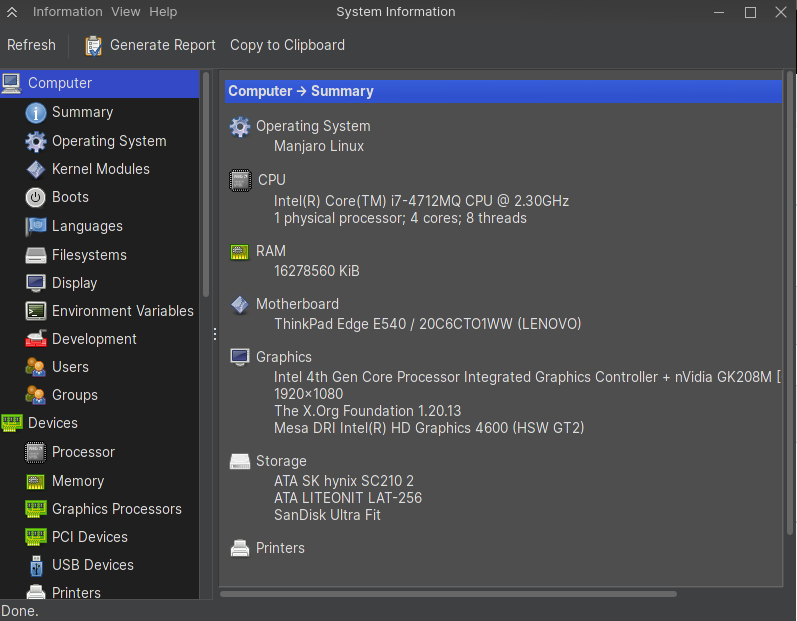 Information View Help System Information
Refresh Generate Report Copy to Clipboard
Computer
Summary
Operating System
Kernel Modules
Boots
Languages
Filesystems
Display
Environment Variables
Development
Users
Groups
Devices
Processor
Memory
Graphics Processors
PCI Devices
USB Devices
Printers
Computer → Summary
Operating System
Manjaro Linux
CPU
Intel(R) Core(TM) i7-4712MQ CPU @ 2.30GHz
1 physical processor; 4 cores; 8 threads
RAM
16278560 KiB
Motherboard
ThinkPad Edge E540 / 20C6CTO1WW (LENOVO)
Graphics
Intel 4th Gen Core Processor Integrated Graphics Controller + nVidia GK208M [
1920×1080
The X.Org Foundation 1.20.13
Mesa DRI Intel(R) HD Graphics 4600 (HSW GT2)
Storage
ATA SK hynix SC210 2
ATA LITEONIT LAT-256
SanDisk Ultra Fit
Printers
Done.